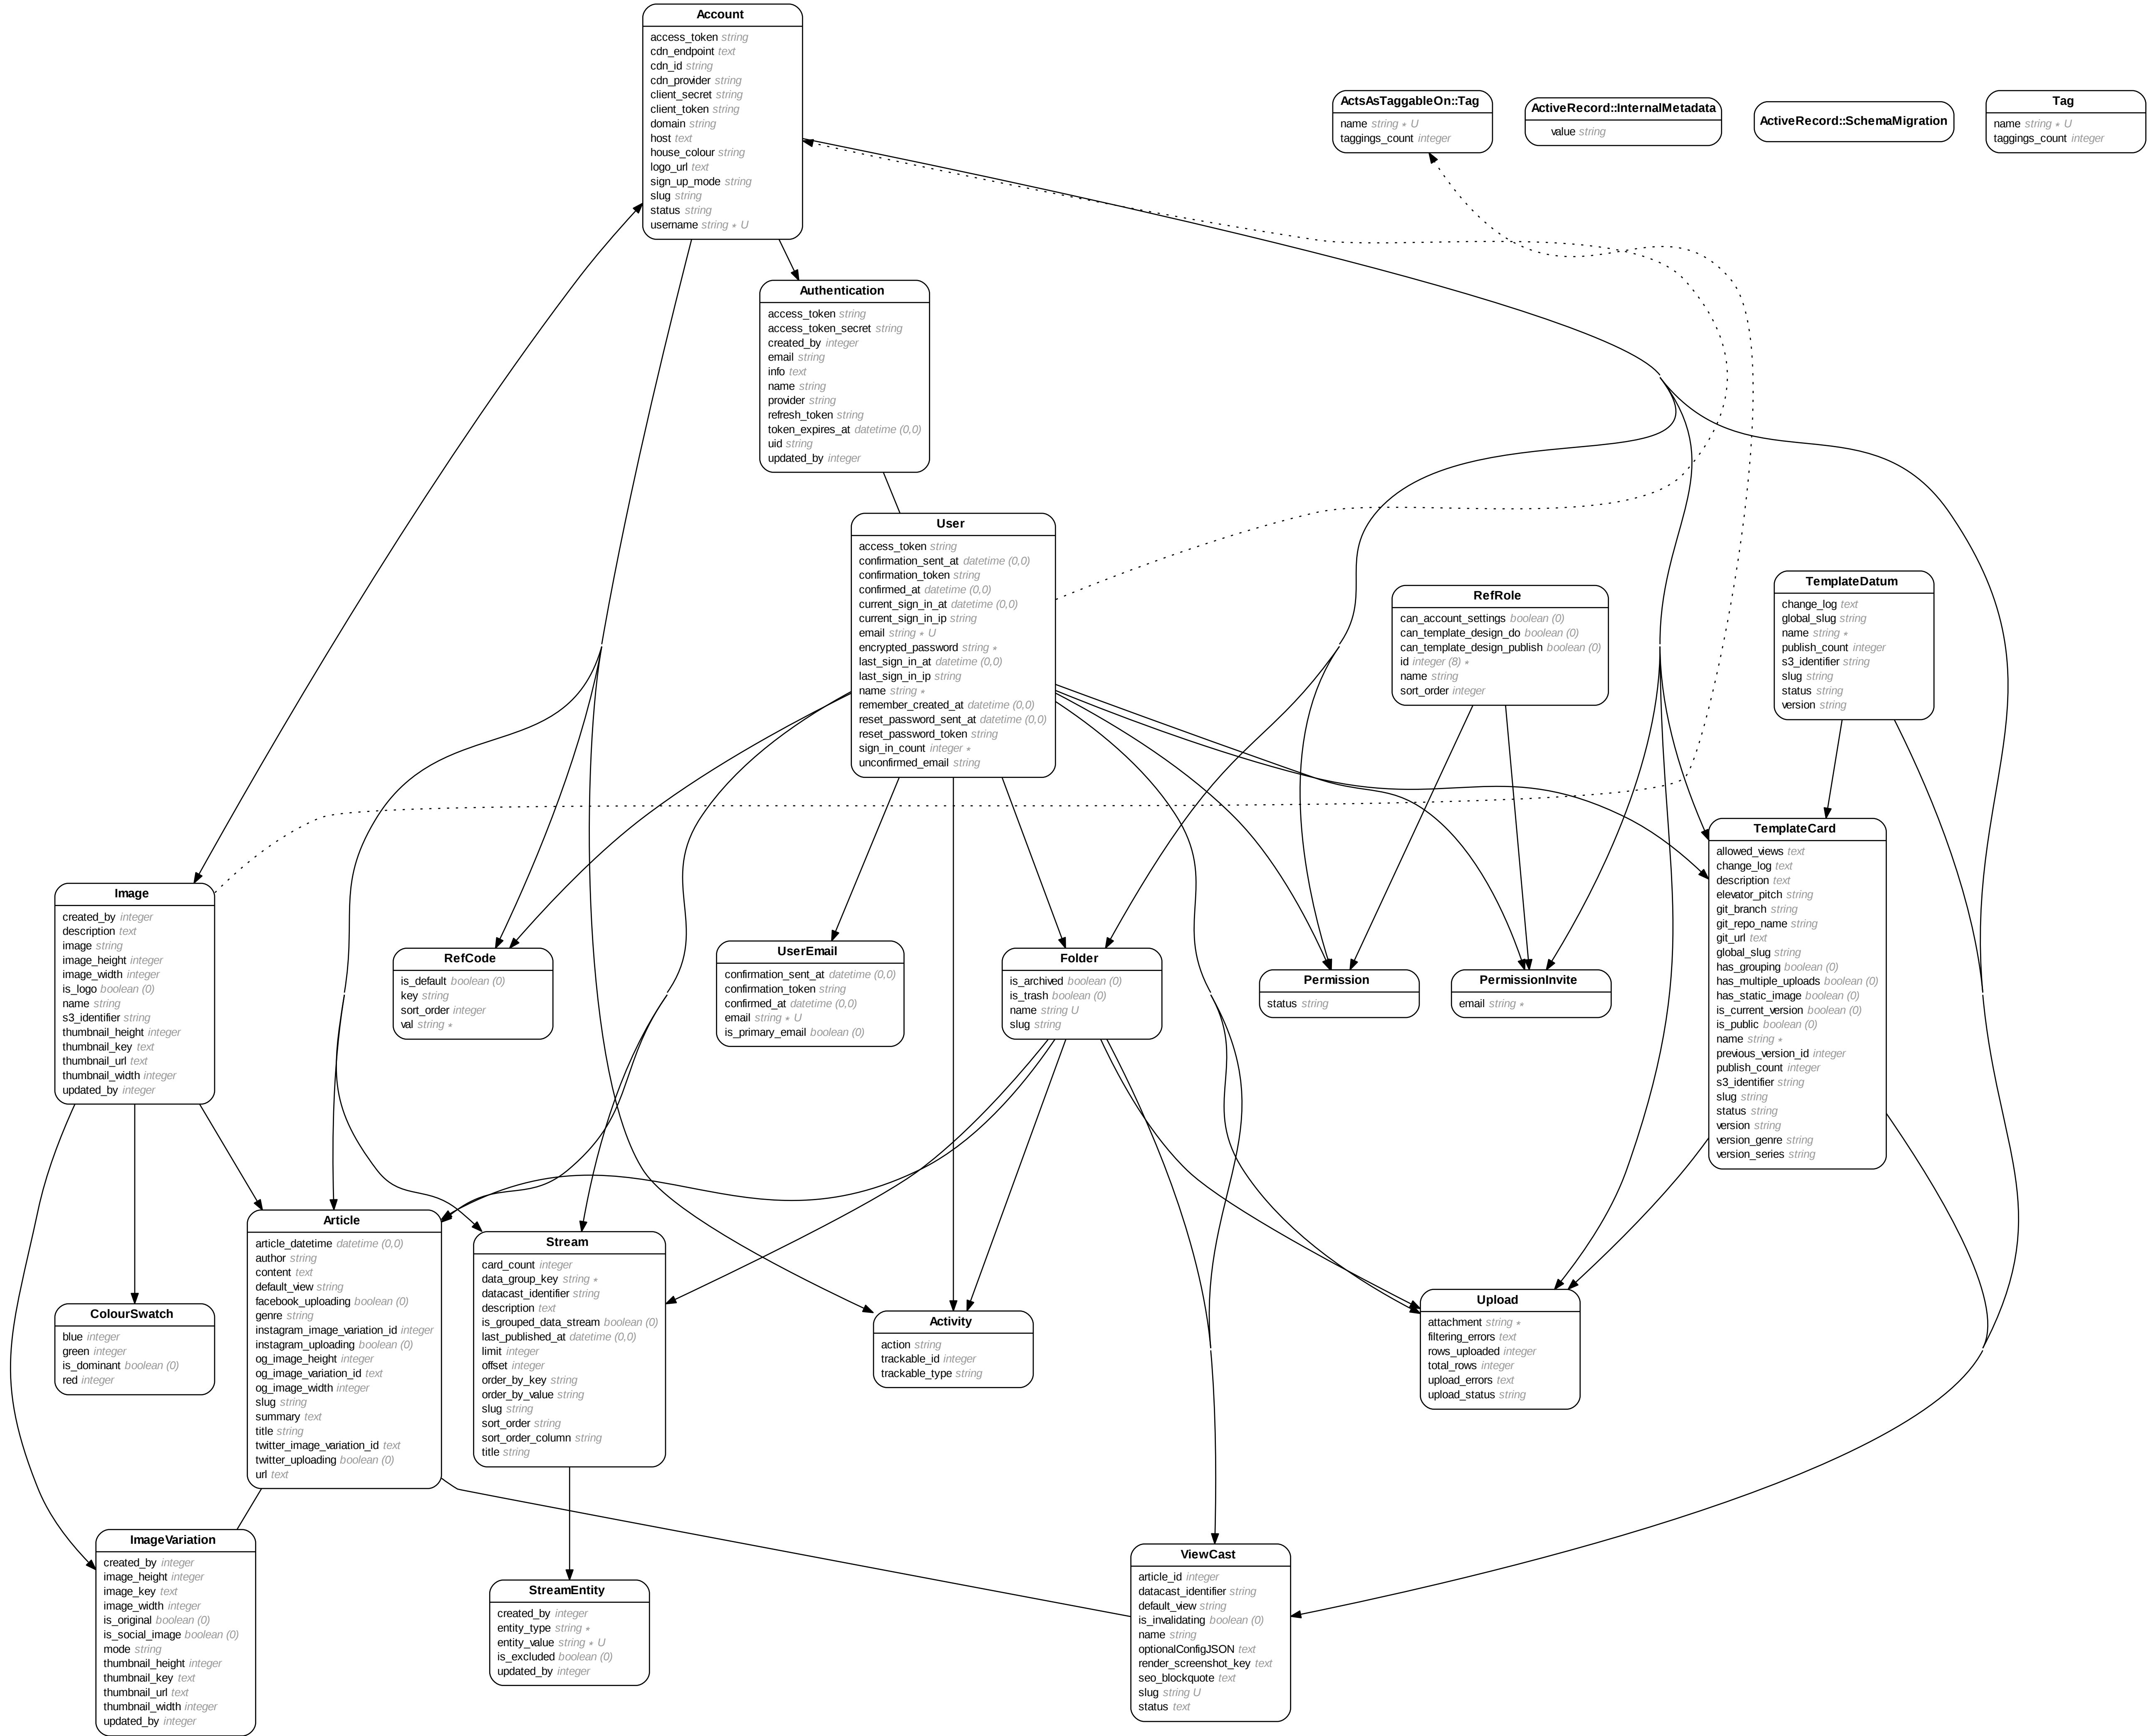 Account
access_token string
cdn_endpoint text
cdn_id string
cdn_provider string
client_secret string
client_token string
domain string
host text
house_colour string
logo_url text
sign_up_mode string
slug string
status string
username string ∗ U
ActsAsTaggableOn::Tag
name string ∗ U
taggings_count integer
ActiveRecord::InternalMetadata
value string
ActiveRecord::SchemaMigration
Tag
name string ∗ U
taggings_count integer
Authentication
access_token string
access_token_secret string
created_by integer
email string
info text
name string
provider string
refresh_token string
token_expires_at datetime (0,0)
uid string
updated_by integer
User
access_token string
confirmation_sent_at datetime (0,0)
confirmation_token string
confirmed_at datetime (0,0)
current_sign_in_at datetime (0,0)
current_sign_in_ip string
email string ∗ U
encrypted_password string ∗
last_sign_in_at datetime (0,0)
last_sign_in_ip string
name string ∗
remember_created_at datetime (0,0)
reset_password_sent_at datetime (0,0)
reset_password_token string
sign_in_count integer ∗
unconfirmed_email string
RefRole
can_account_settings boolean (0)
can_template_design_do boolean (0)
can_template_design_publish boolean (0)
id integer (8) ∗
name string
sort_order integer
TemplateDatum
change_log text
global_slug string
name string ∗
publish_count integer
s3_identifier string
slug string
status string
version string
TemplateCard
allowed_views text
change_log text
description text
elevator_pitch string
git_branch string
git_repo_name string
git_url text
global_slug string
has_grouping boolean (0)
has_multiple_uploads boolean (0)
has_static_image boolean (0)
is_current_version boolean (0)
is_public boolean (0)
name string ∗
previous_version_id integer
publish_count integer
s3_identifier string
slug string
status string
version string
version_genre string
version_series string
Image
created_by integer
description text
image string
image_height integer
image_width integer
is_logo boolean (0)
name string
s3_identifier string
thumbnail_height integer
thumbnail_key text
thumbnail_url text
thumbnail_width integer
updated_by integer
RefCode
is_default boolean (0)
key string
sort_order integer
val string ∗
UserEmail
confirmation_sent_at datetime (0,0)
confirmation_token string
confirmed_at datetime (0,0)
email string ∗ U
is_primary_email boolean (0)
Folder
is_archived boolean (0)
is_trash boolean (0)
name string U
slug string
Permission
status string
PermissionInvite
email string ∗
Article
article_datetime datetime (0,0)
author string
content text
default_view string
facebook_uploading boolean (0)
genre string
instagram_image_variation_id integer
instagram_uploading boolean (0)
og_image_height integer
og_image_variation_id text
og_image_width integer
slug string
summary text
title string
twitter_image_variation_id text
twitter_uploading boolean (0)
url text
Stream
card_count integer
data_group_key string ∗
datacast_identifier string
description text
is_grouped_data_stream boolean (0)
last_published_at datetime (0,0)
limit integer
offset integer
order_by_key string
order_by_value string
slug string
sort_order string
sort_order_column string
title string
ColourSwatch
blue integer
green integer
is_dominant boolean (0)
red integer
Activity
action string
trackable_id integer
trackable_type string
Upload
attachment string ∗
filtering_errors text
rows_uploaded integer
total_rows integer
upload_errors text
upload_status string
ImageVariation
created_by integer
image_height integer
image_key text
image_width integer
is_original boolean (0)
is_social_image boolean (0)
mode string
thumbnail_height integer
thumbnail_key text
thumbnail_url text
thumbnail_width integer
updated_by integer
StreamEntity
created_by integer
entity_type string ∗
entity_value string ∗ U
is_excluded boolean (0)
updated_by integer
ViewCast
article_id integer
datacast_identifier string
default_view string
is_invalidating boolean (0)
name string
optionalConfigJSON text
render_screenshot_key text
seo_blockquote text
slug string U
status text